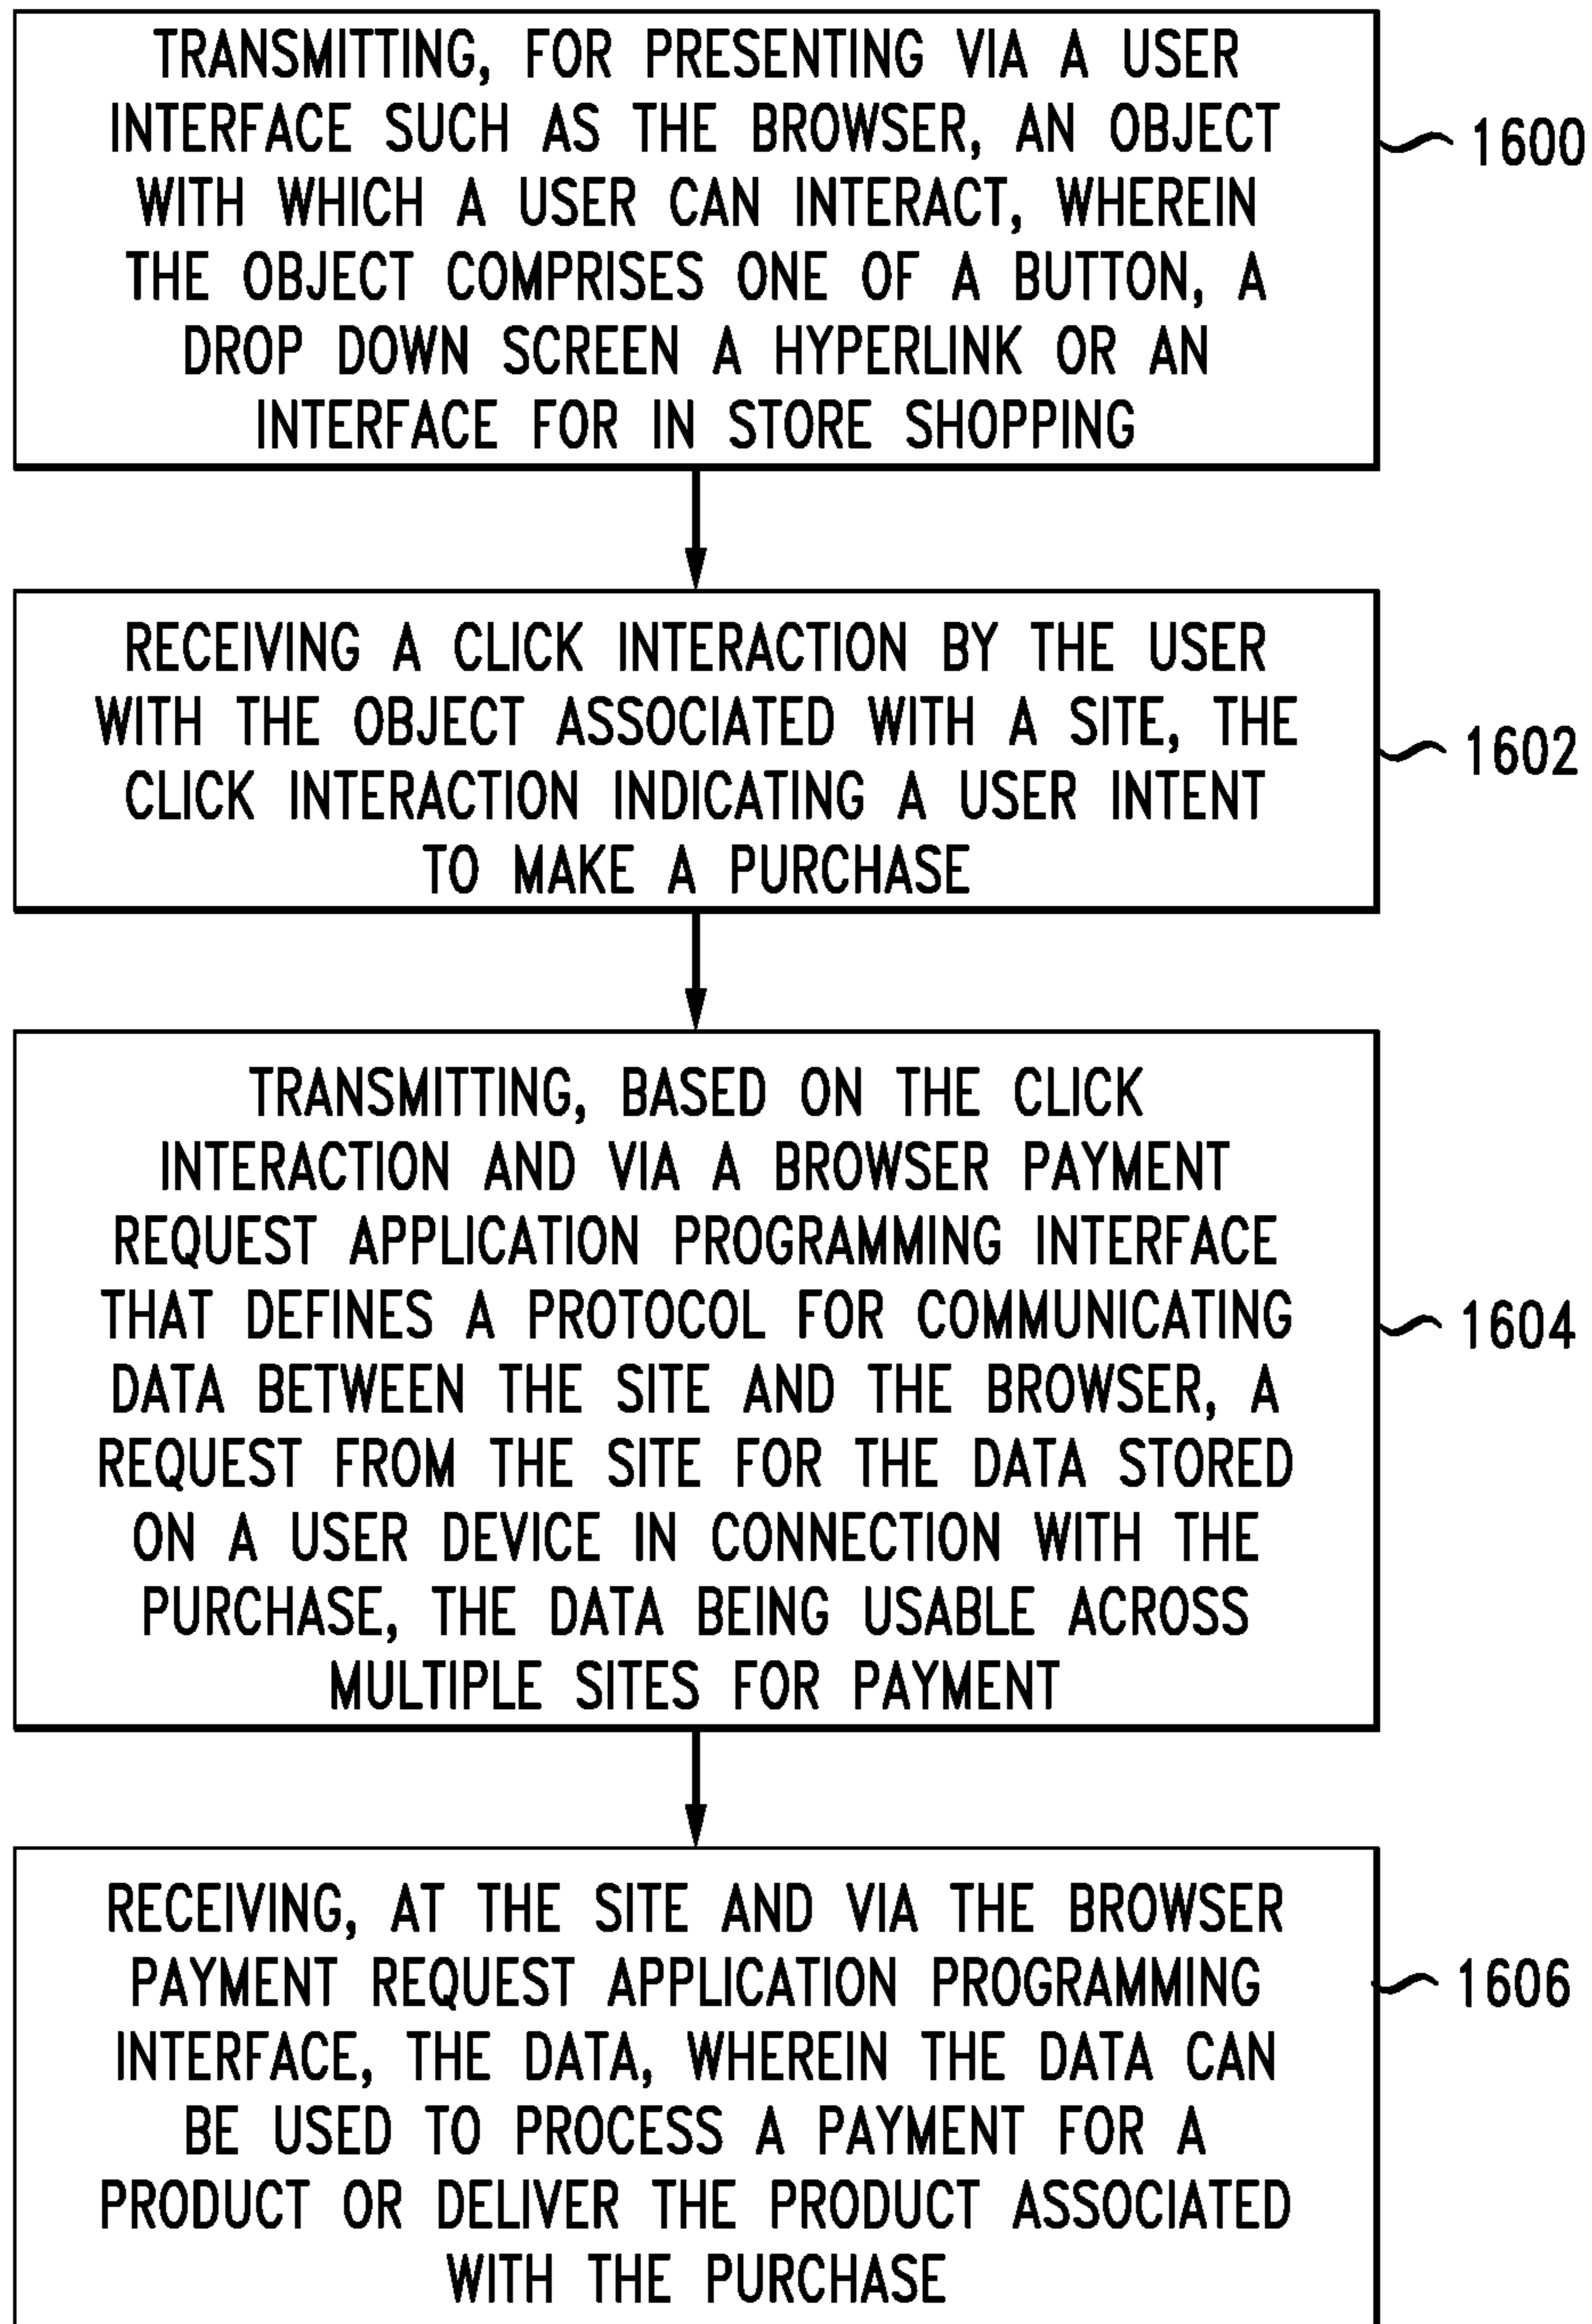 TRANSMITTING, FOR PRESENTING VIA A USER
INTERFACE SUCH AS THE BROWSER, AN OBJECT
WITH WHICH A USER CAN INTERACT, WHEREIN
THE OBJECT COMPRISES ONE OF A BUTTON, A
DROP DOWN SCREEN A HYPERLINK OR AN
INTERFACE FOR IN STORE SHOPPING
1600
RECEIVING A CLICK INTERACTION BY THE USER
WITH THE OBJECT ASSOCIATED WITH A SITE, THE
CLICK INTERACTION INDICATING A USER INTENT
TO MAKE A PURCHASE
1602
TRANSMITTING, BASED ON THE CLICK
INTERACTION AND VIA A BROWSER PAYMENT
REQUEST APPLICATION PROGRAMMING INTERFACE
THAT DEFINES A PROTOCOL FOR COMMUNICATING
DATA BETWEEN THE SITE AND THE BROWSER, A
REQUEST FROM THE SITE FOR THE DATA STORED
ON A USER DEVICE IN CONNECTION WITH THE
PURCHASE, THE DATA BEING USABLE ACROSS
MULTIPLE SITES FOR PAYMENT
1604
RECEIVING, AT THE SITE AND VIA THE BROWSER
PAYMENT REQUEST APPLICATION PROGRAMMING
INTERFACE, THE DATA, WHEREIN THE DATA CAN
BE USED TO PROCESS A PAYMENT FOR A
PRODUCT OR DELIVER THE PRODUCT ASSOCIATED
WITH THE PURCHASE
1606